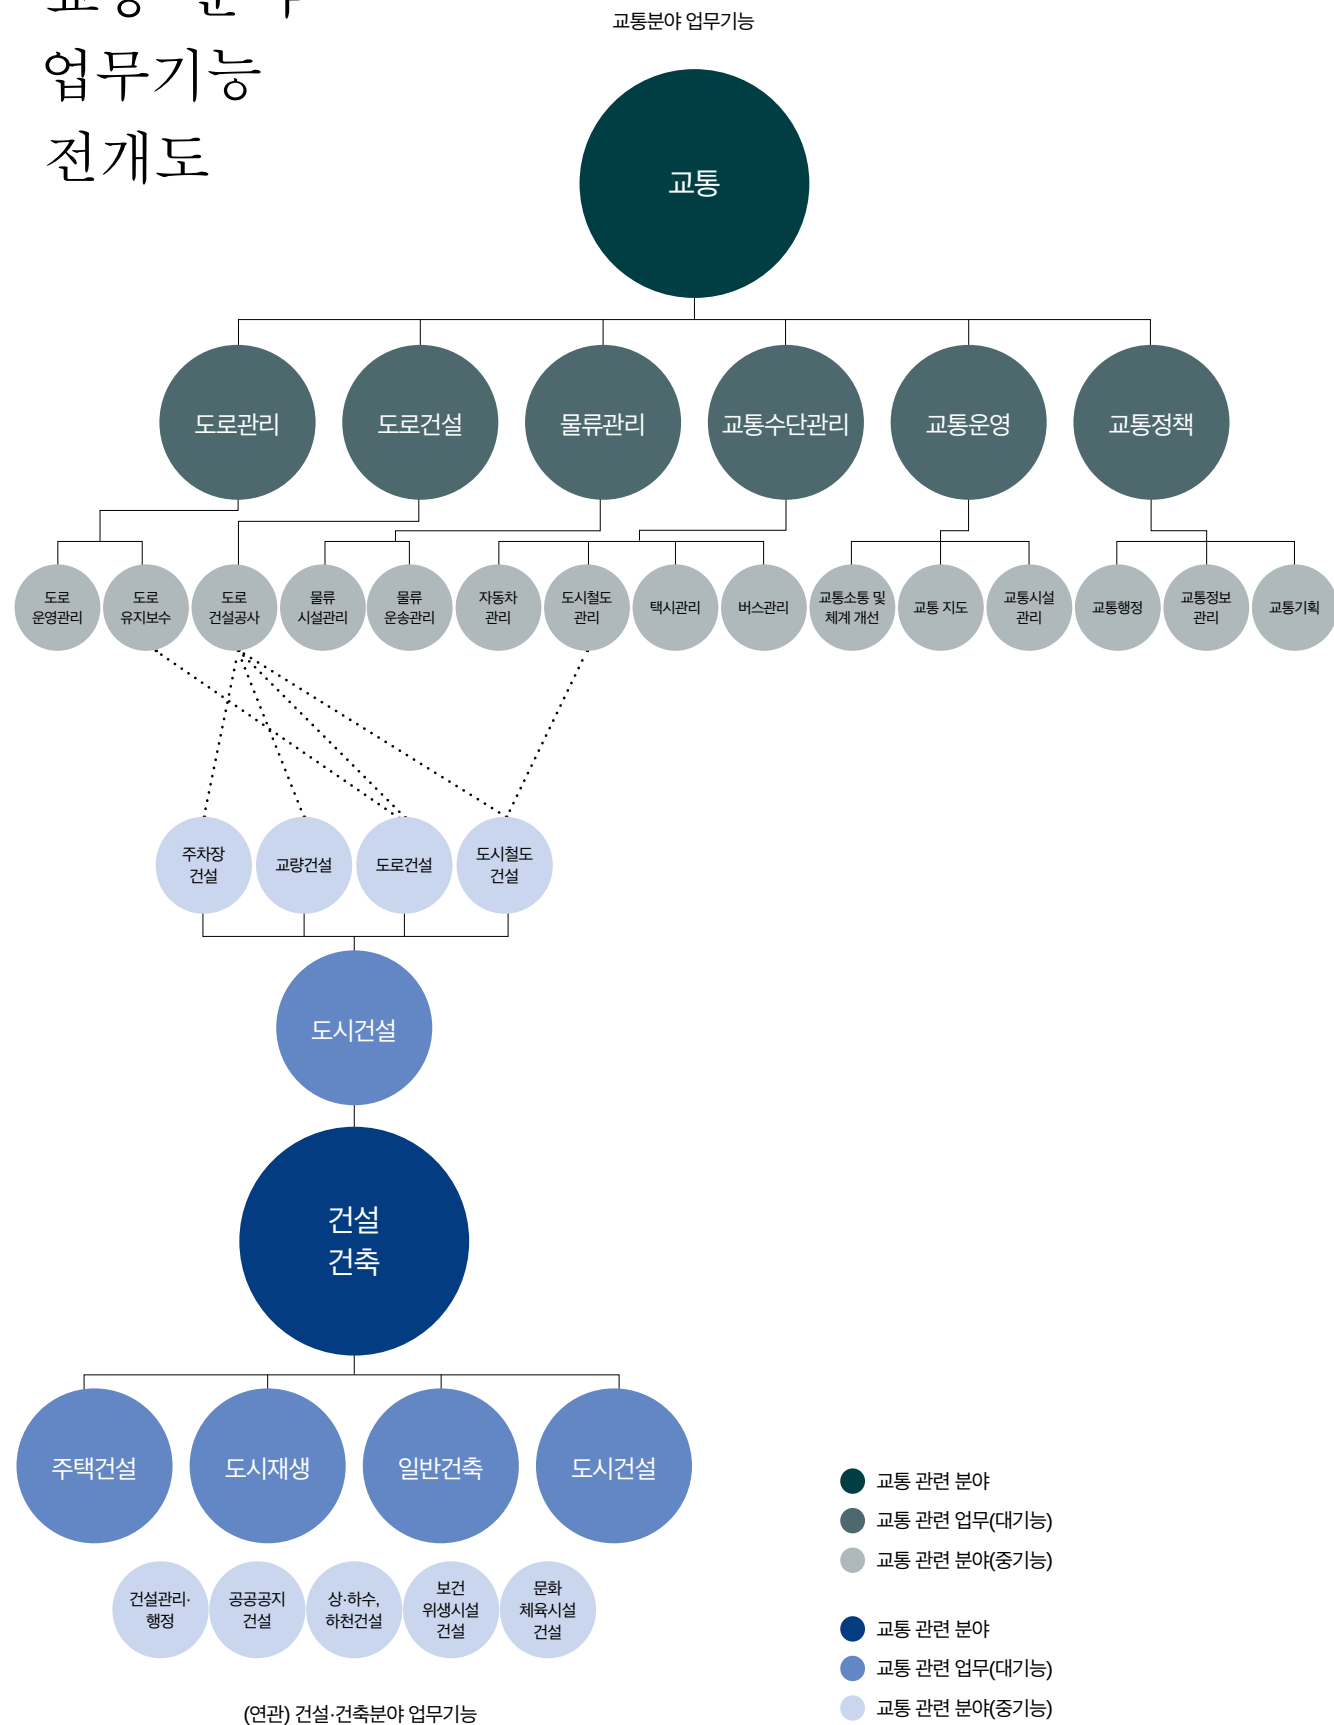 업무기능
전개도
교통분야 업무기능
교통
도로관리
도로건설
물류관리
교통수단관리
교통운영
교통정책
도로
운영관리
도로
유지보수
도로
건설공사
물류
시설관리
물류
운송관리
자동차
관리
도시철도
관리
택시관리
버스관리
교통소통 및
체계 개선
교통 지도
교통시설
관리
교통행정
교통정보
관리
교통기획
주차장
건설
교량건설
도로건설
도시철도
건설
도시건설
건설
건축
주택건설
도시재생
일반건축
도시건설
건설관리·
행정
공공공지
건설
상·하수,
하천건설
보건
위생시설
건설
문화
체육시설
건설
(연관) 건설·건축분야 업무기능
교통 관련 분야
교통 관련 업무(대기능)
교통 관련 분야(중기능)
교통 관련 분야
교통 관련 업무(대기능)
교통 관련 분야(중기능)